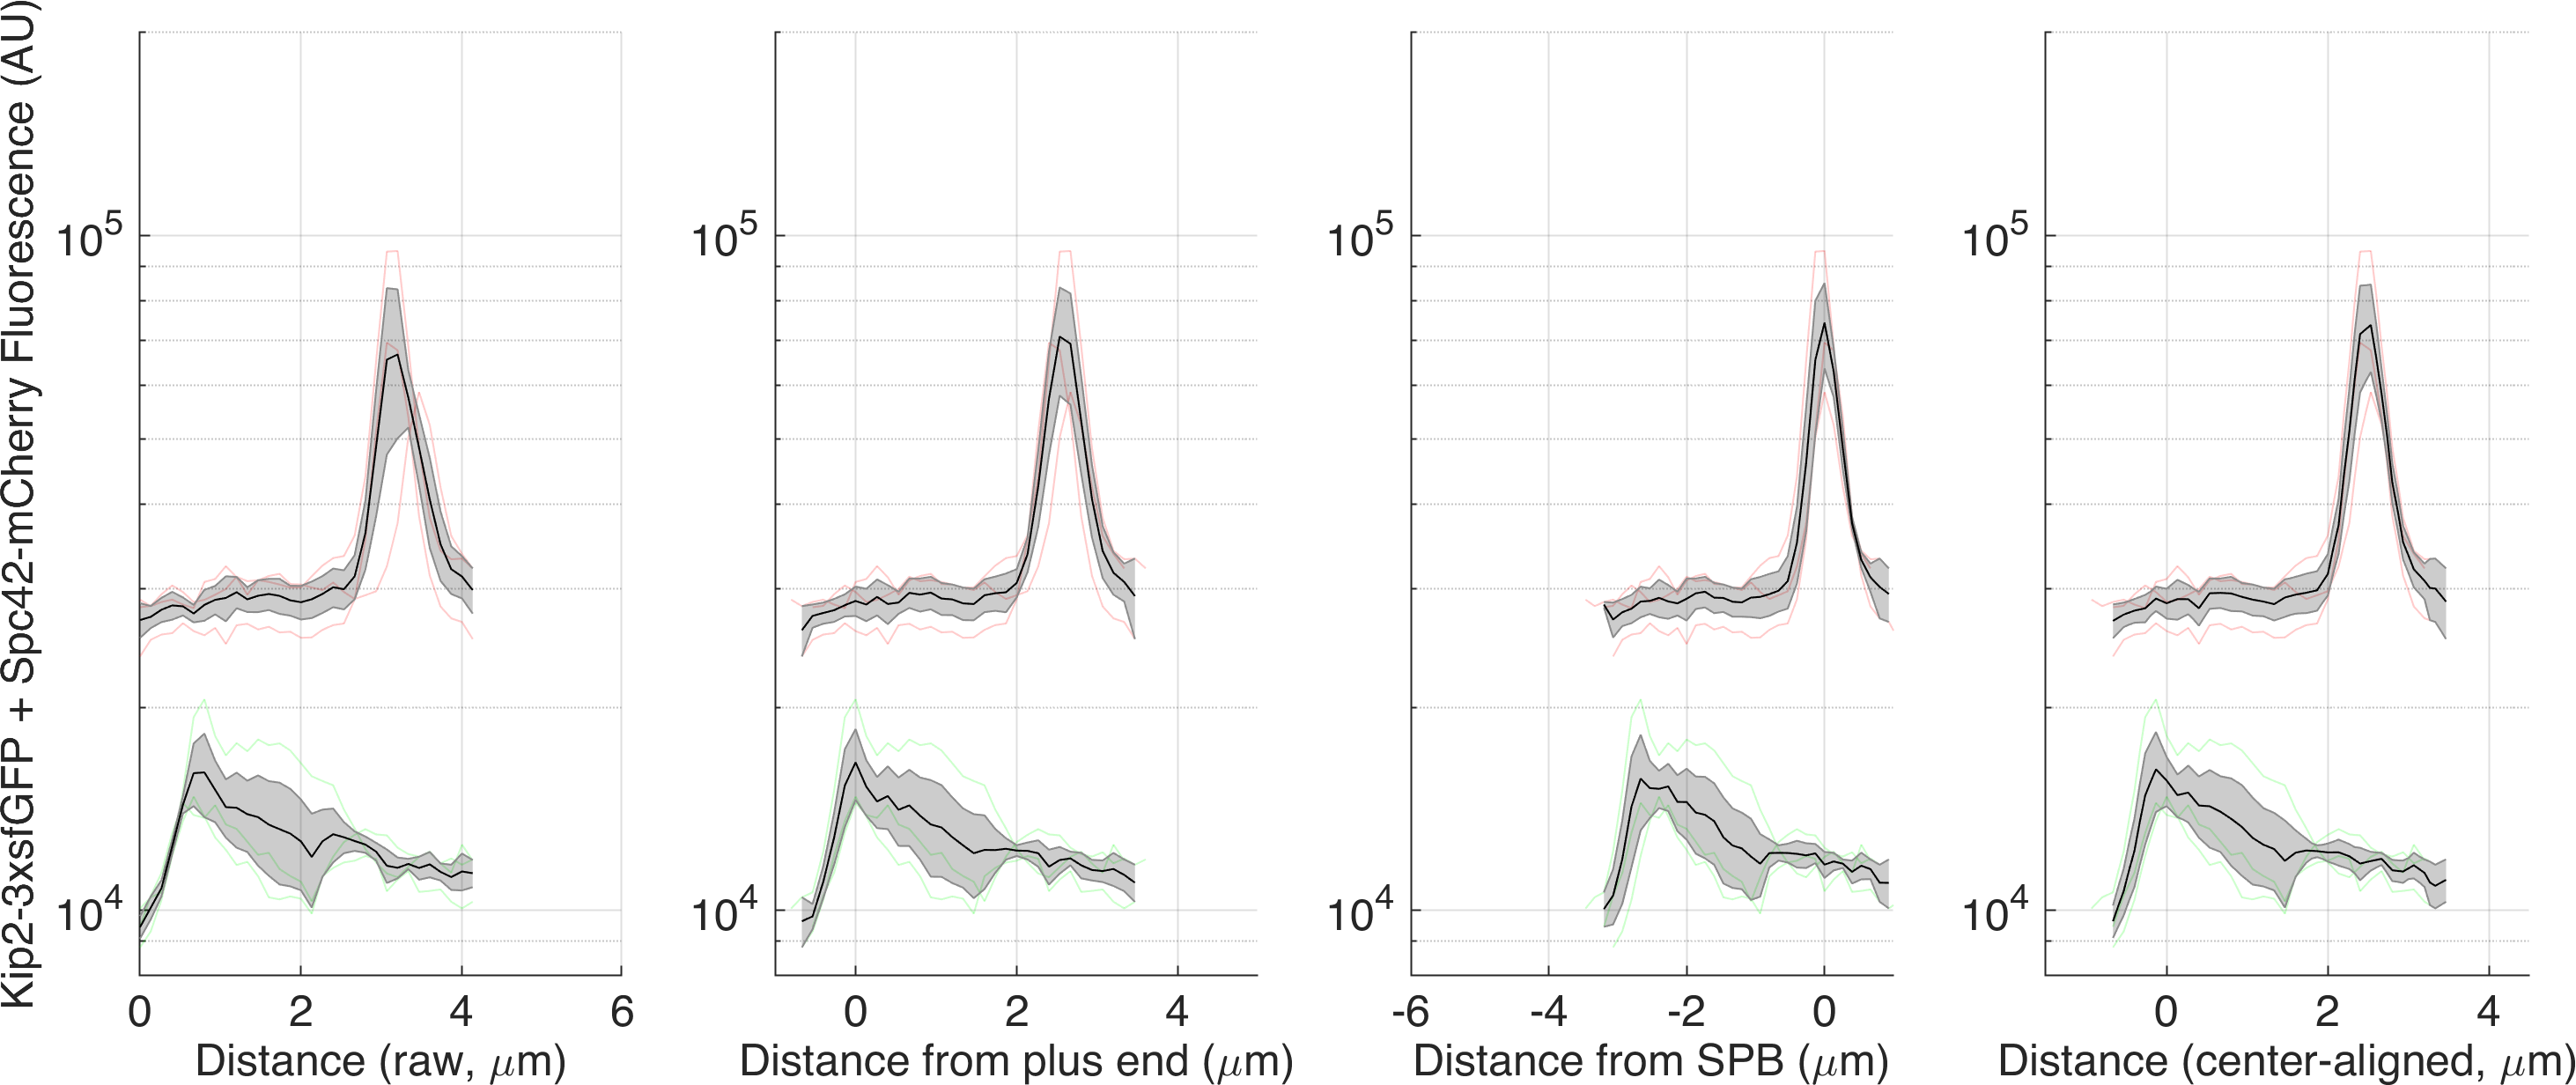 Kip2-3xsfGFP + Spc42-mCherry Fluorescence (AU)
10^5
10^4
0 2 4 6
Distance (raw, μm)
10^5
10^4
0 2 4
Distance from plus end (μm)
10^5
10^4
-6 -4 -2 0
Distance from SPB (μm)
10^5
10^4
0 2 4
Distance (center-aligned, μm)